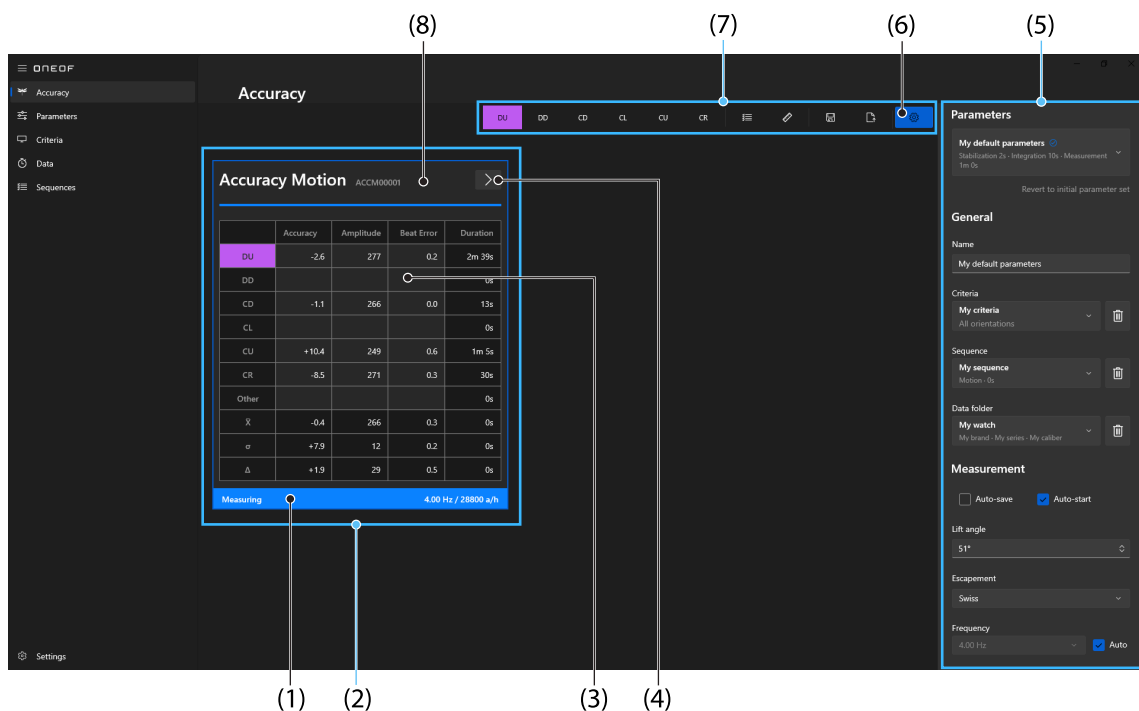 (8)
(7)
(6)
(5)
ONEOF
Accuracy
Parameters
Criteria
Data
Sequences
Settings
Accuracy
DU DD CD CL CU CR
Accuracy Motion ACCM00001
Accuracy Amplitude Beat Error Duration
DU -2.6 277 0.2 2m 39s
DD 0s
CD -1.1 266 0.0 13s
CL 0s
CU +10.4 249 0.6 1m 5s
CR -8.5 271 0.3 30s
Other 0s
X̄ -0.4 266 0.3 0s
σ +7.9 12 0.2 0s
Δ +1.9 29 0.5 0s
Measuring 4.00 Hz / 28800 a/h
Parameters
My default parameters
Stabilization 2s - Integration 10s - Measurement
1m 0s
Revert to initial parameter set
General
Name
My default parameters
Criteria
My criteria
All orientations
Sequence
My sequence
Motion - 0s
Data folder
My watch
My brand - My series - My caliber
Measurement
Auto-save Auto-start
Lift angle
51°
Escapement
Swiss
Frequency
4.00 Hz Auto
(1)
(2)
(3)
(4)